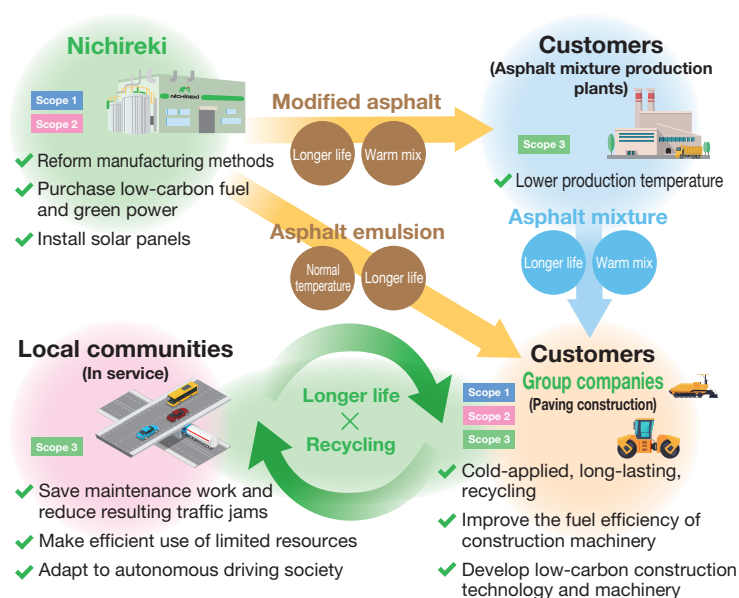 Nichireki
Scope 1
Scope 2
NICHIREKI
Reform manufacturing methods
Purchase low-carbon fuel
and green power
Install solar panels
Modified asphalt
Longer life
Warm mix
Customers
(Asphalt mixture production
plants)
Scope 3
Lower production temperature
Asphalt emulsion
Normal
temperature
Longer life
Asphalt mixture
Longer life
Warm mix
Local communities
(In service)
Scope 3
Save maintenance work and
reduce resulting traffic jams
Make efficient use of limited resources
Adapt to autonomous driving society
Longer life
×
Recycling
Customers
Group companies
(Paving construction)
Scope 1
Scope 2
Scope 3
Cold-applied, long-lasting,
recycling
Improve the fuel efficiency of
construction machinery
Develop low-carbon construction
technology and machinery